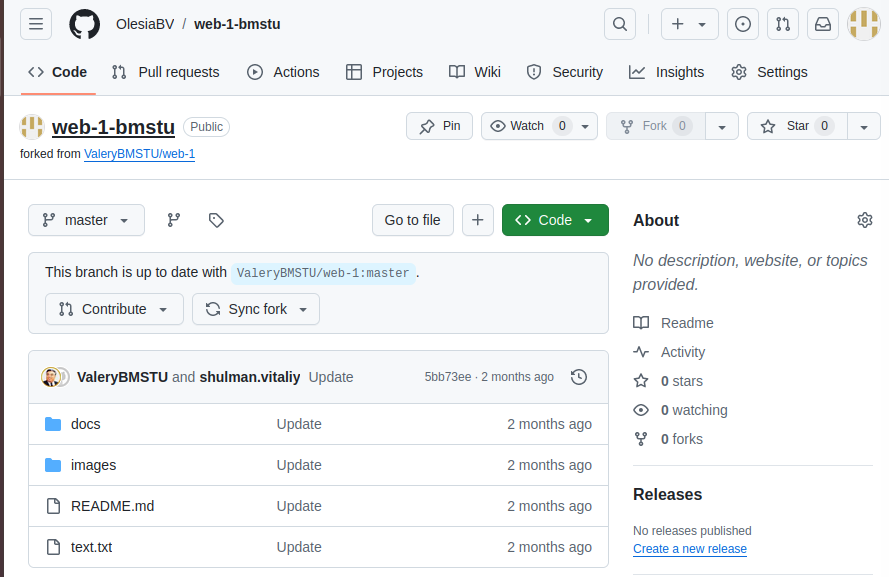 OlesiaBV / web-1-bmstu
Code Pull requests Actions Projects Wiki Security Insights Settings
web-1-bmstu Public Pin Watch 0 Fork 0 Star 0
forked from ValeryBMSTU/web-1
master Go to file Code
This branch is up to date with ValeryBMSTU/web-1:master.
Contribute Sync fork
ValeryBMSTU and shulman.vitaliy Update 5bb73ee · 2 months ago
docs Update 2 months ago
images Update 2 months ago
README.md Update 2 months ago
text.txt Update 2 months ago
About
No description, website, or topics
provided.
Readme
Activity
0 stars
0 watching
0 forks
Releases
No releases published
Create a new release